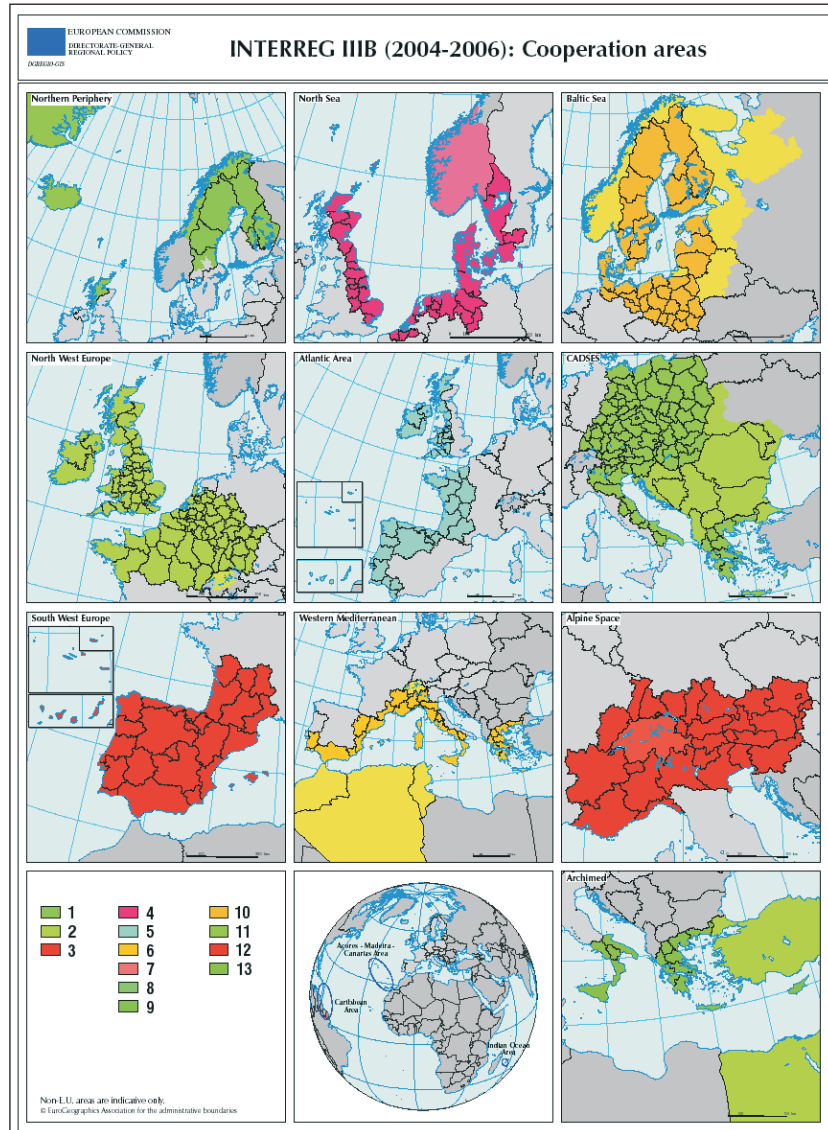 EUROPEAN COMMISSION
DIRECTORATE-GENERAL
REGIONAL POLICY
DGREGIO-GIS
INTERREG IIIB (2004-2006): Cooperation areas
Northern Periphery
North Sea
Baltic Sea
North West Europe
Atlantic Area
CADSES
South West Europe
Western Mediterranean
Alpine Space
Archimed
1
2
3
4
5
6
7
8
9
10
11
12
13
Açores - Madeira -
Canarias Area
Caribbean
Area
Indian Ocean
Area
Non-E.U. areas are indicative only.
© EuroGeographics Association for the administrative boundaries